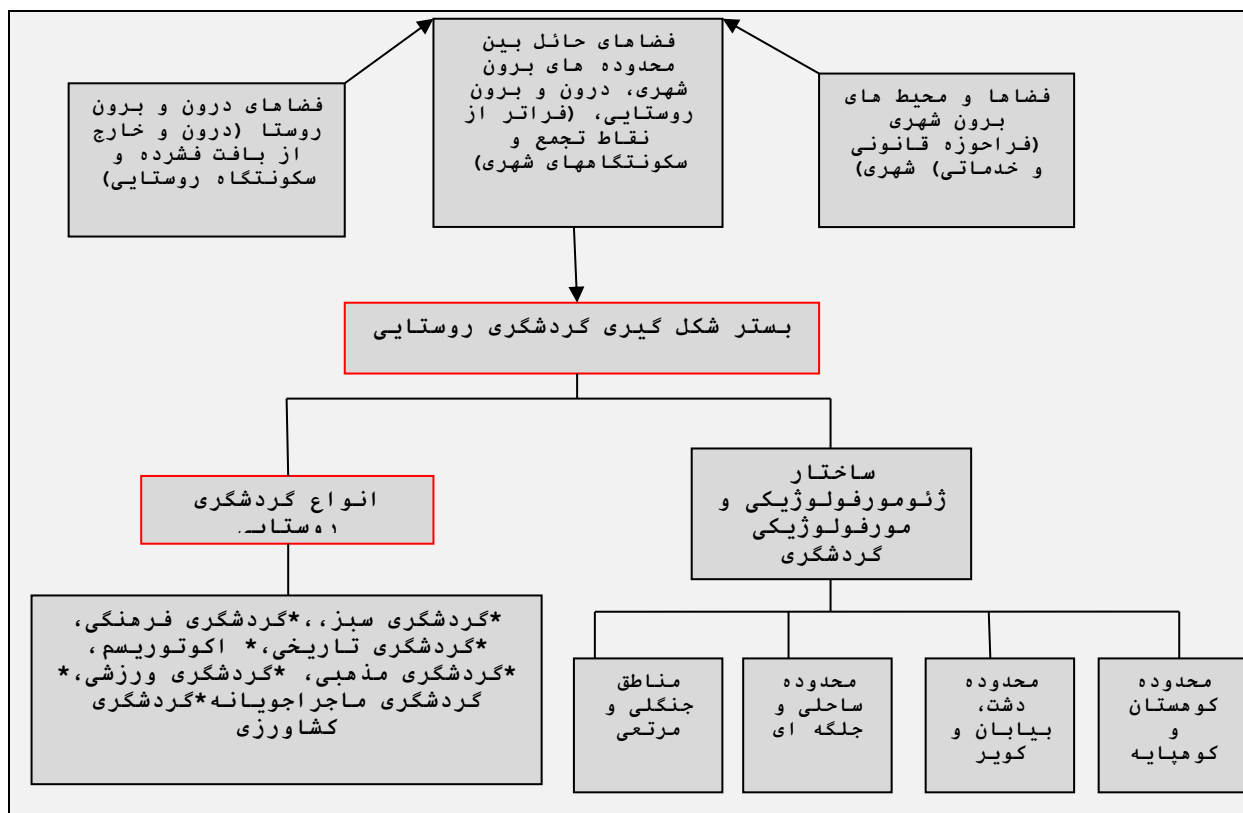 فضاها و محیط های
برون شهری
(فراحوزه قانونی
و خدماتی) شهری)
فضاهای حائل بین
محدوده های برون
شهری، درون و برون
روستایی، (فراتر از
نقاط تجمع و
سکونتگاههای شهری)
فضاهای درون و برون
روستا (درون و خارج
از بافت فشرده و
سکونتگاه روستایی)
بستر شکل گیری گردشگری روستایی
ساختار
ژئومورفولوژیکی و
مورفولوژیکی
گردشگری
انواع گردشگری
روستایی
محدوده
کوهستان
و
کوهپایه
محدوده
دشت،
بیابان و
کویر
محدوده
ساحلی و
جلگه ای
مناطق
جنگلی و
مرتعی
*گردشگری سبز،،*گردشگری فرهنگی،
*گردشگری تاریخی،* اکوتوریسم،
*گردشگری مذهبی، *گردشگری ورزشی،*
گردشگری ماجراجویانه*گردشگری
کشاورزی